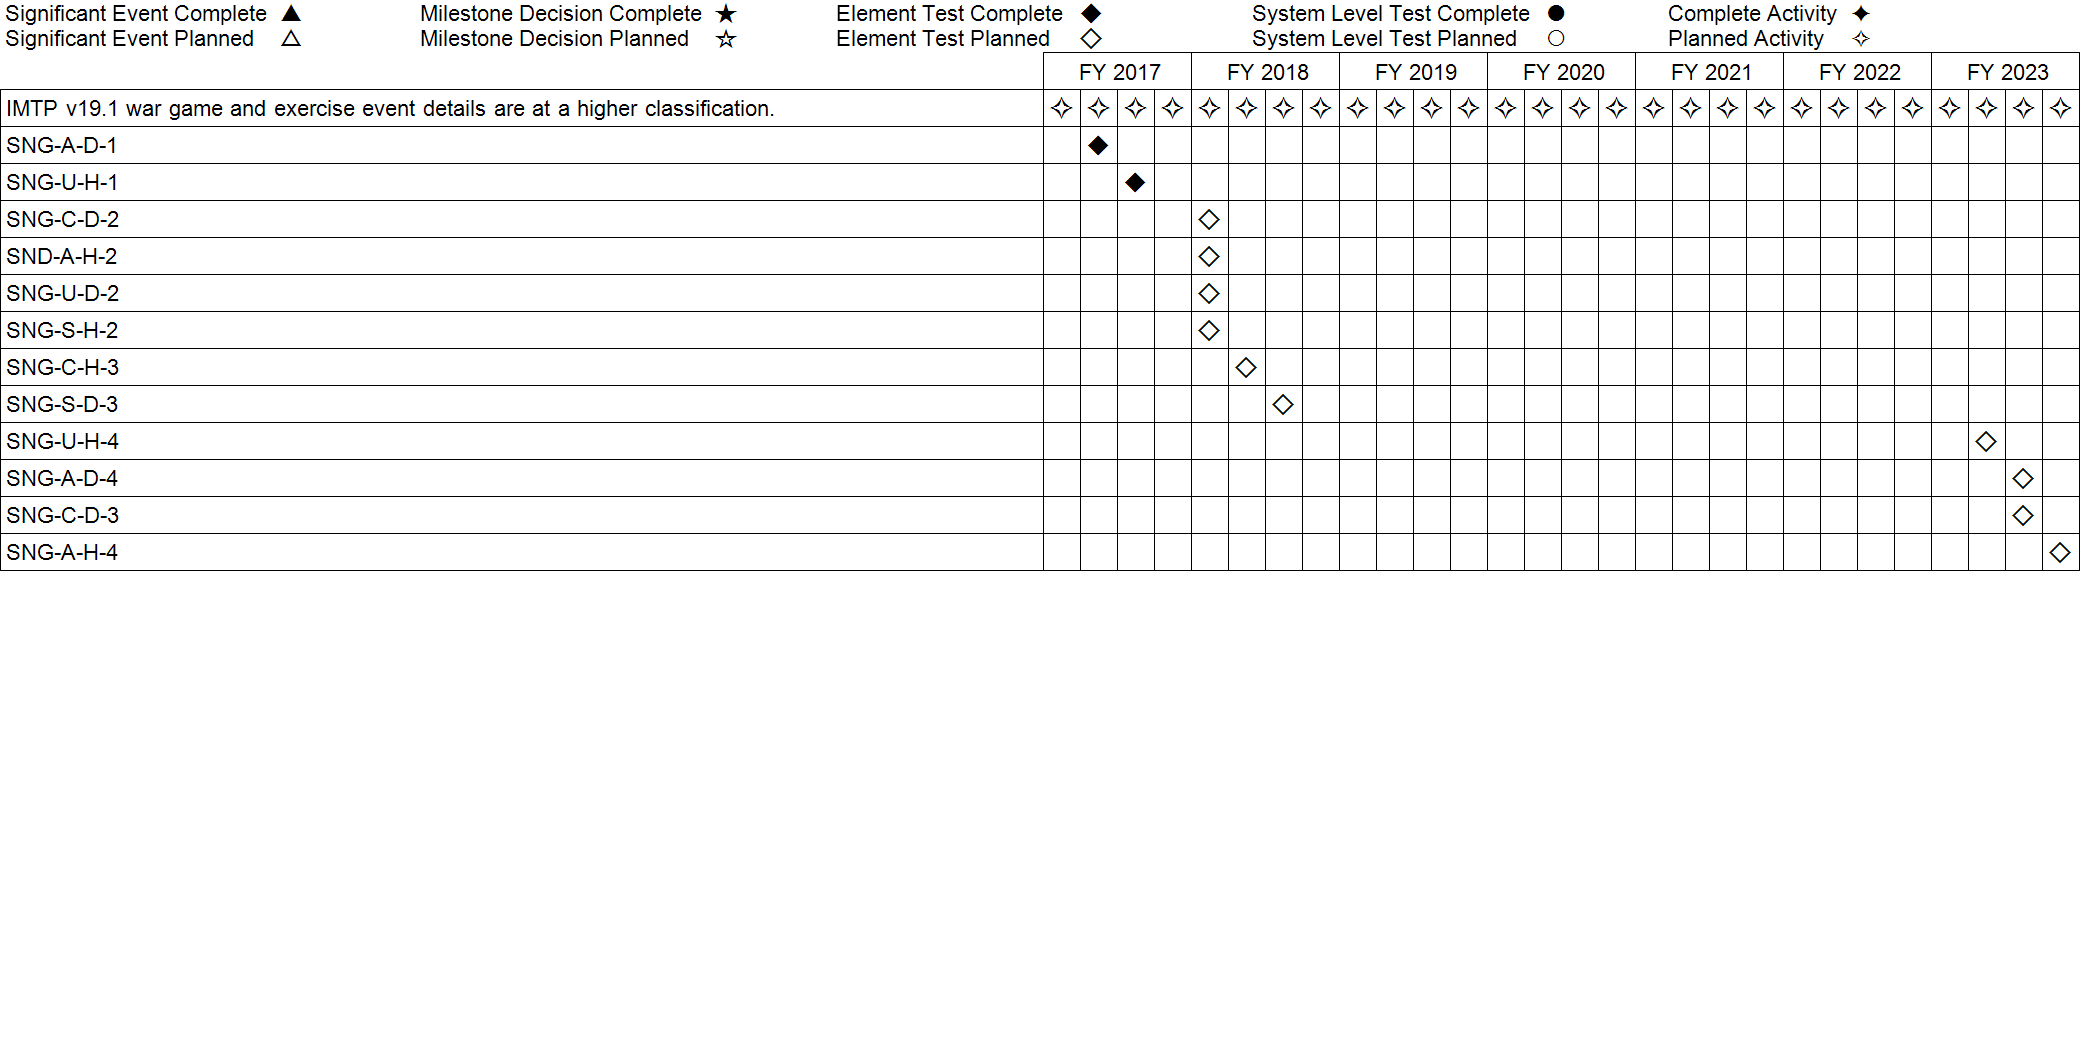 Significant Event Complete ▲ Milestone Decision Complete ★ Element Test Complete ◆ System Level Test Complete ● Complete Activity ✦
Significant Event Planned △ Milestone Decision Planned ☆ Element Test Planned ◇ System Level Test Planned ○ Planned Activity ✧
FY 2017 FY 2018 FY 2019 FY 2020 FY 2021 FY 2022 FY 2023
IMTP v19.1 war game and exercise event details are at a higher classification. ✧ ✧ ✧ ✧ ✧ ✧ ✧ ✧ ✧ ✧ ✧ ✧ ✧ ✧ ✧ ✧ ✧ ✧ ✧ ✧ ✧ ✧ ✧ ✧ ✧ ✧ ✧ ✧
SNG-A-D-1 ◆
SNG-U-H-1 ◆
SNG-C-D-2 ◇
SND-A-H-2 ◇
SNG-U-D-2 ◇
SNG-S-H-2 ◇
SNG-C-H-3 ◇
SNG-S-D-3 ◇
SNG-U-H-4 ◇
SNG-A-D-4 ◇
SNG-C-D-3 ◇
SNG-A-H-4 ◇